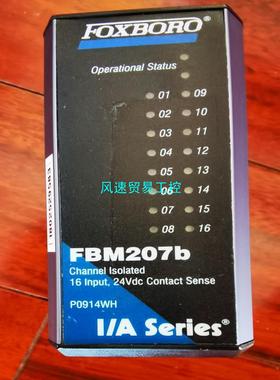 FOXBORO®
Operational Status
01 09
02 10
03 11
04 12
05 13
06 14
07 15
08 16
风速贸易工控
FBM207b
Channel Isolated
16 Input, 24Vdc Contact Sense
P0914WH
I/A Series®